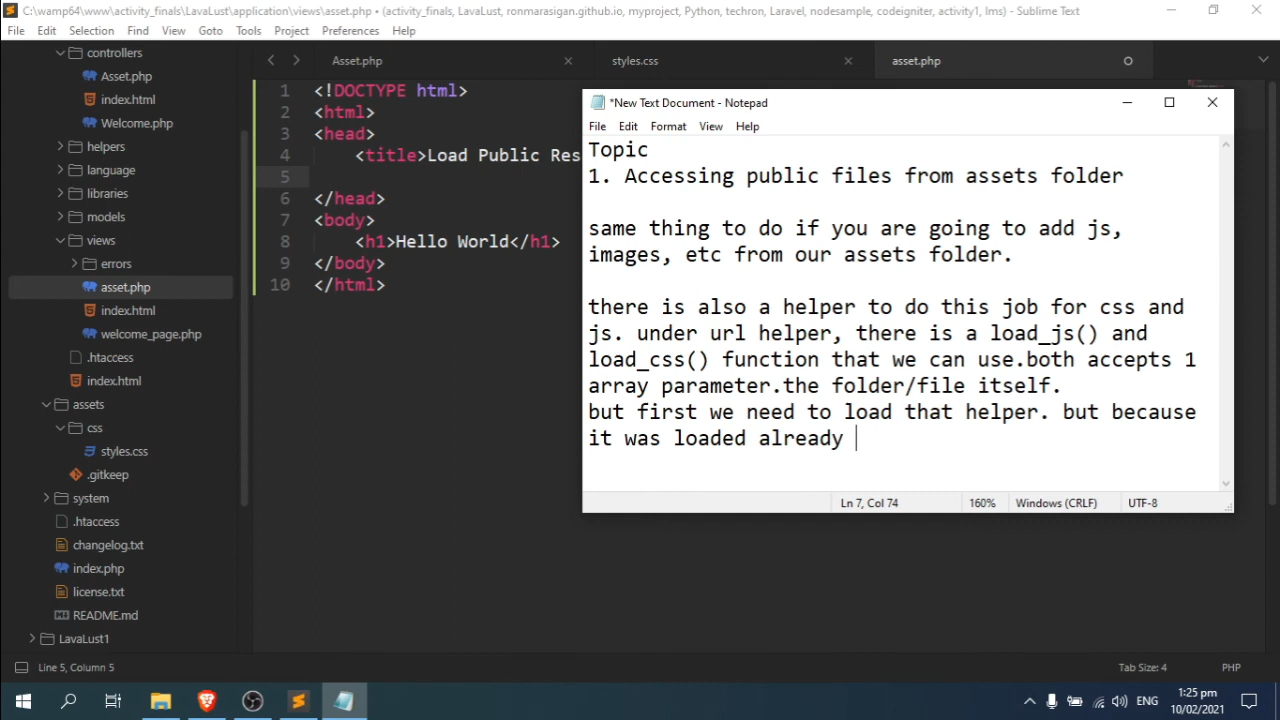 C:\wamp64\www\activity_finals\LavaLust\application\views\asset.php • (activity_finals, LavaLust, ronmarasigan.github.io, myproject, Python, techron, Laravel, nodesample, codeigniter, activity1, lms) - Sublime Text
File Edit Selection Find View Goto Tools Project Preferences Help
controllers
Asset.php
index.html
Welcome.php
helpers
language
libraries
models
views
errors
asset.php
index.html
welcome_page.php
.htaccess
index.html
assets
css
styles.css
.gitkeep
system
.htaccess
changelog.txt
index.php
license.txt
README.md
LavaLust1
Asset.php
styles.css
asset.php
1 <!DOCTYPE html>
2 <html>
3 <head>
4 <title>Load Public Res
5
6 </head>
7 <body>
8 <h1>Hello World</h1>
9 </body>
10 </html>
*New Text Document - Notepad
File Edit Format View Help
Topic
1. Accessing public files from assets folder
same thing to do if you are going to add js,
images, etc from our assets folder.
there is also a helper to do this job for css and
js. under url helper, there is a load_js() and
load_css() function that we can use.both accepts 1
array parameter.the folder/file itself.
but first we need to load that helper. but because
it was loaded already
Ln 7, Col 74 160% Windows (CRLF) UTF-8
Line 5, Column 5 Tab Size: 4 PHP
ENG
1:25 pm
10/02/2021